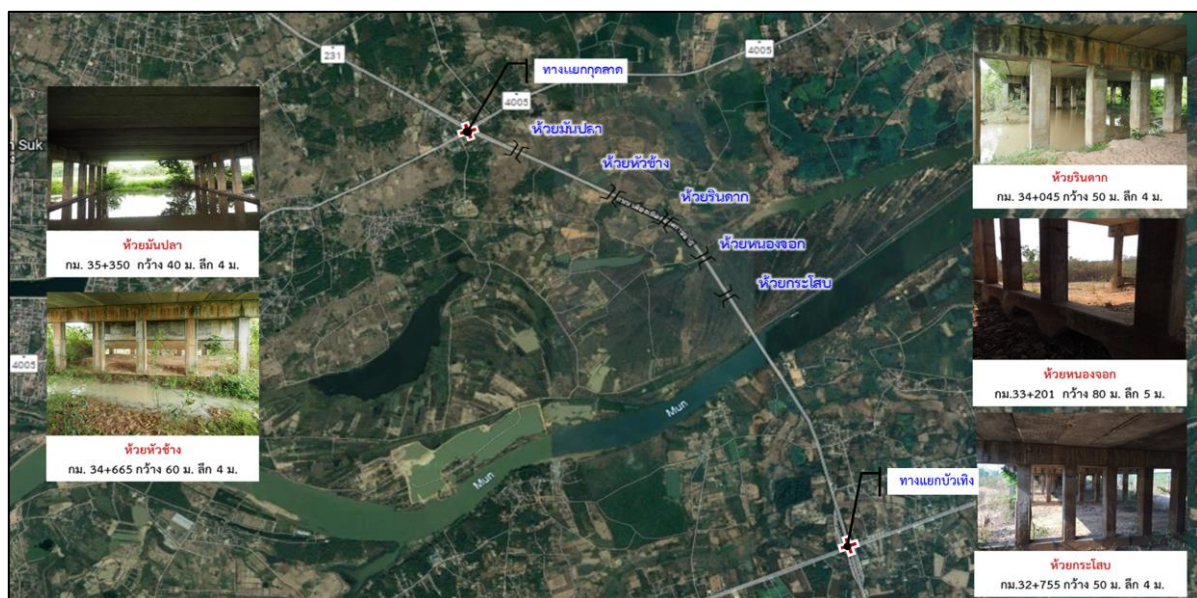 231
4005
ทางแยกกุดลาด
4005
ห้วยมันปลา
ห้วยหัวช้าง
ห้วยรินดาก
ห้วยหนองจอก
ห้วยกระโสบ
Suk
ห้วยมันปลา
กม. 35+350 กว้าง 40 ม. ลึก 4 ม.
4005
ห้วยหัวช้าง
กม. 34+665 กว้าง 60 ม. ลึก 4 ม.
Mun
Mun
ทางแยกบัวเทิง
ห้วยรินดาก
กม. 34+045 กว้าง 50 ม. ลึก 4 ม.
ห้วยหนองจอก
กม.33+201 กว้าง 80 ม. ลึก 5 ม.
ห้วยกระโสบ
กม.32+755 กว้าง 50 ม. ลึก 4 ม.